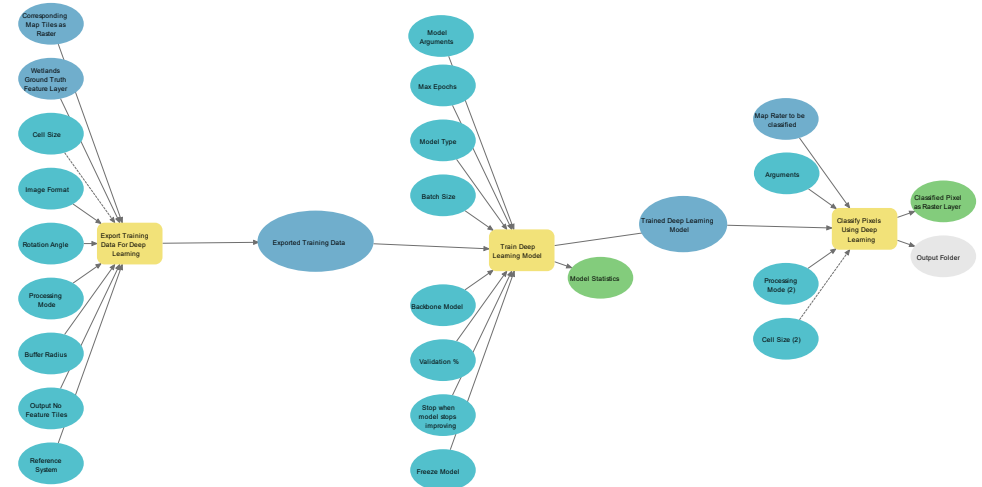 Corresponding
Map Tiles as
Raster
Wetlands
Ground Truth
Feature Layer
Cell Size
Image Format
Rotation Angle
Processing
Mode
Buffer Radius
Output No
Feature Tiles
Reference
System
Export Training
Data For Deep
Learning
Exported Training Data
Model
Arguments
Max Epochs
Model Type
Batch Size
Train Deep
Learning Model
Backbone Model
Validation %
Stop when
model stops
improving
Freeze Model
Model Statistics
Trained Deep Learning
Model
Map Rater to be
classified
Arguments
Classify Pixels
Using Deep
Learning
Processing
Mode (2)
Cell Size (2)
Classified Pixel
as Raster Layer
Output Folder